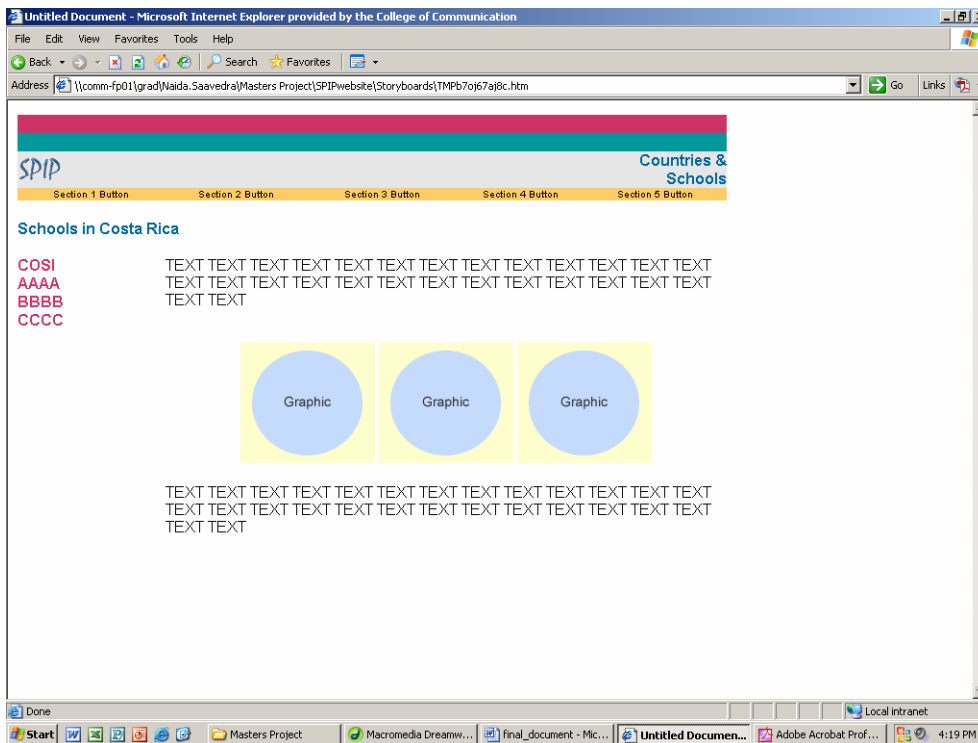 Untitled Document - Microsoft Internet Explorer provided by the College of Communication
File Edit View Favorites Tools Help
Back Search Favorites
Address \\comm-fp01\grad\Naida.Saavedra\Masters Project\SPIPwebsite\Storyboards\TMPb7oj67aj8c.htm Go Links
SPIP
Countries &
Schools
Section 1 Button Section 2 Button Section 3 Button Section 4 Button Section 5 Button
Schools in Costa Rica
COSI
AAAA
BBBB
CCCC
TEXT TEXT TEXT TEXT TEXT TEXT TEXT TEXT TEXT TEXT TEXT TEXT TEXT
TEXT TEXT TEXT TEXT TEXT TEXT TEXT TEXT TEXT TEXT TEXT TEXT TEXT
TEXT TEXT
Graphic Graphic Graphic
TEXT TEXT TEXT TEXT TEXT TEXT TEXT TEXT TEXT TEXT TEXT TEXT TEXT
TEXT TEXT TEXT TEXT TEXT TEXT TEXT TEXT TEXT TEXT TEXT TEXT TEXT
TEXT TEXT
Done Local intranet
Start Masters Project Macromedia Dreamw... final_document - Mic... Untitled Documen... Adobe Acrobat Prof... 4:19 PM